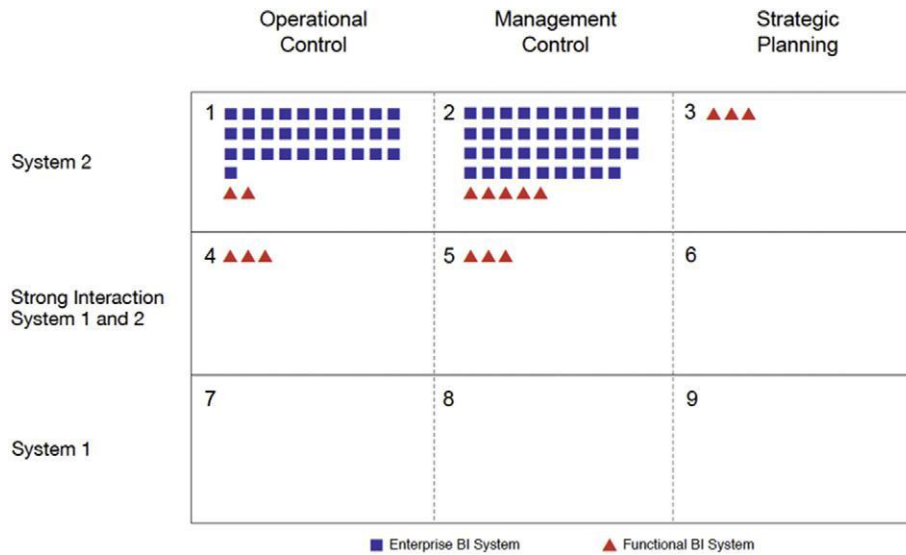 Operational Control
Management Control
Strategic Planning
System 2
1
2
3
Strong Interaction
System 1 and 2
4
5
6
System 1
7
8
9
Enterprise BI System
Functional BI System